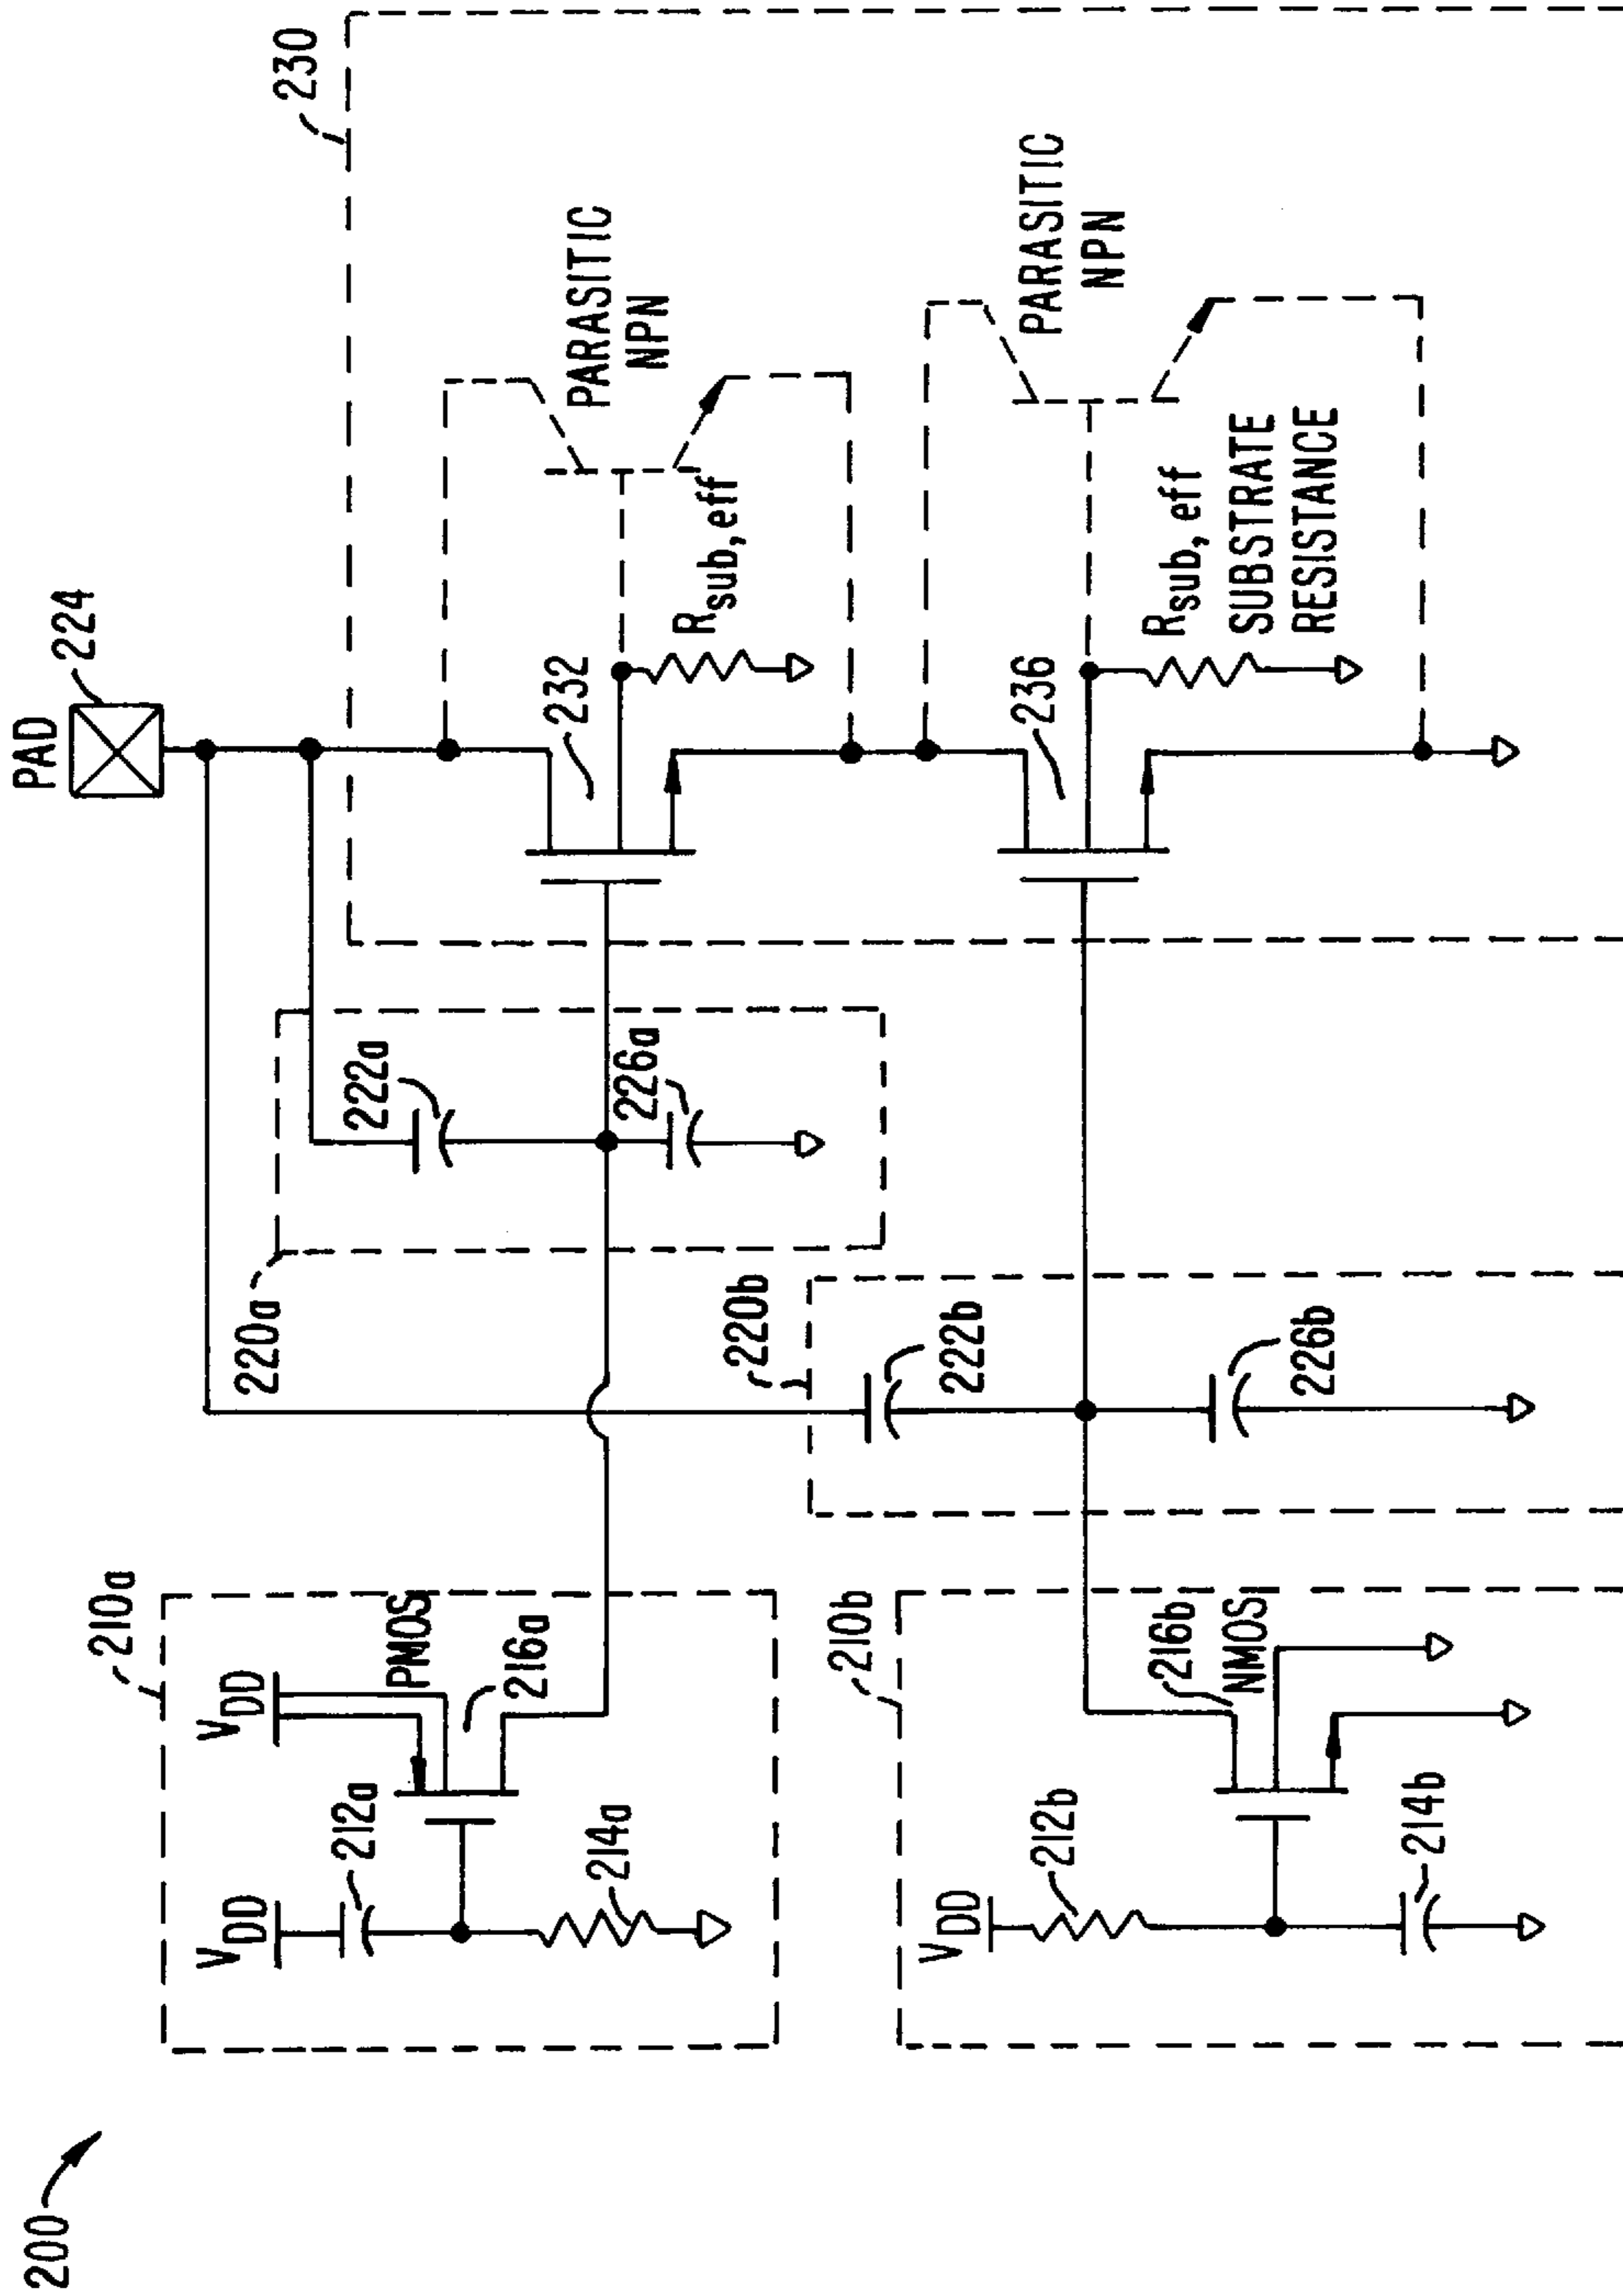 200
210a
VDD
VDD
PMOS
212a
216a
214a
210b
VDD
212b
216b
NMOS
214b
220a
222a
226a
220b
222b
226b
PAD
224
230
232
PARASITIC
NPN
Rsub,eff
236
PARASITIC
NPN
Rsub,eff
SUBSTRATE
RESISTANCE